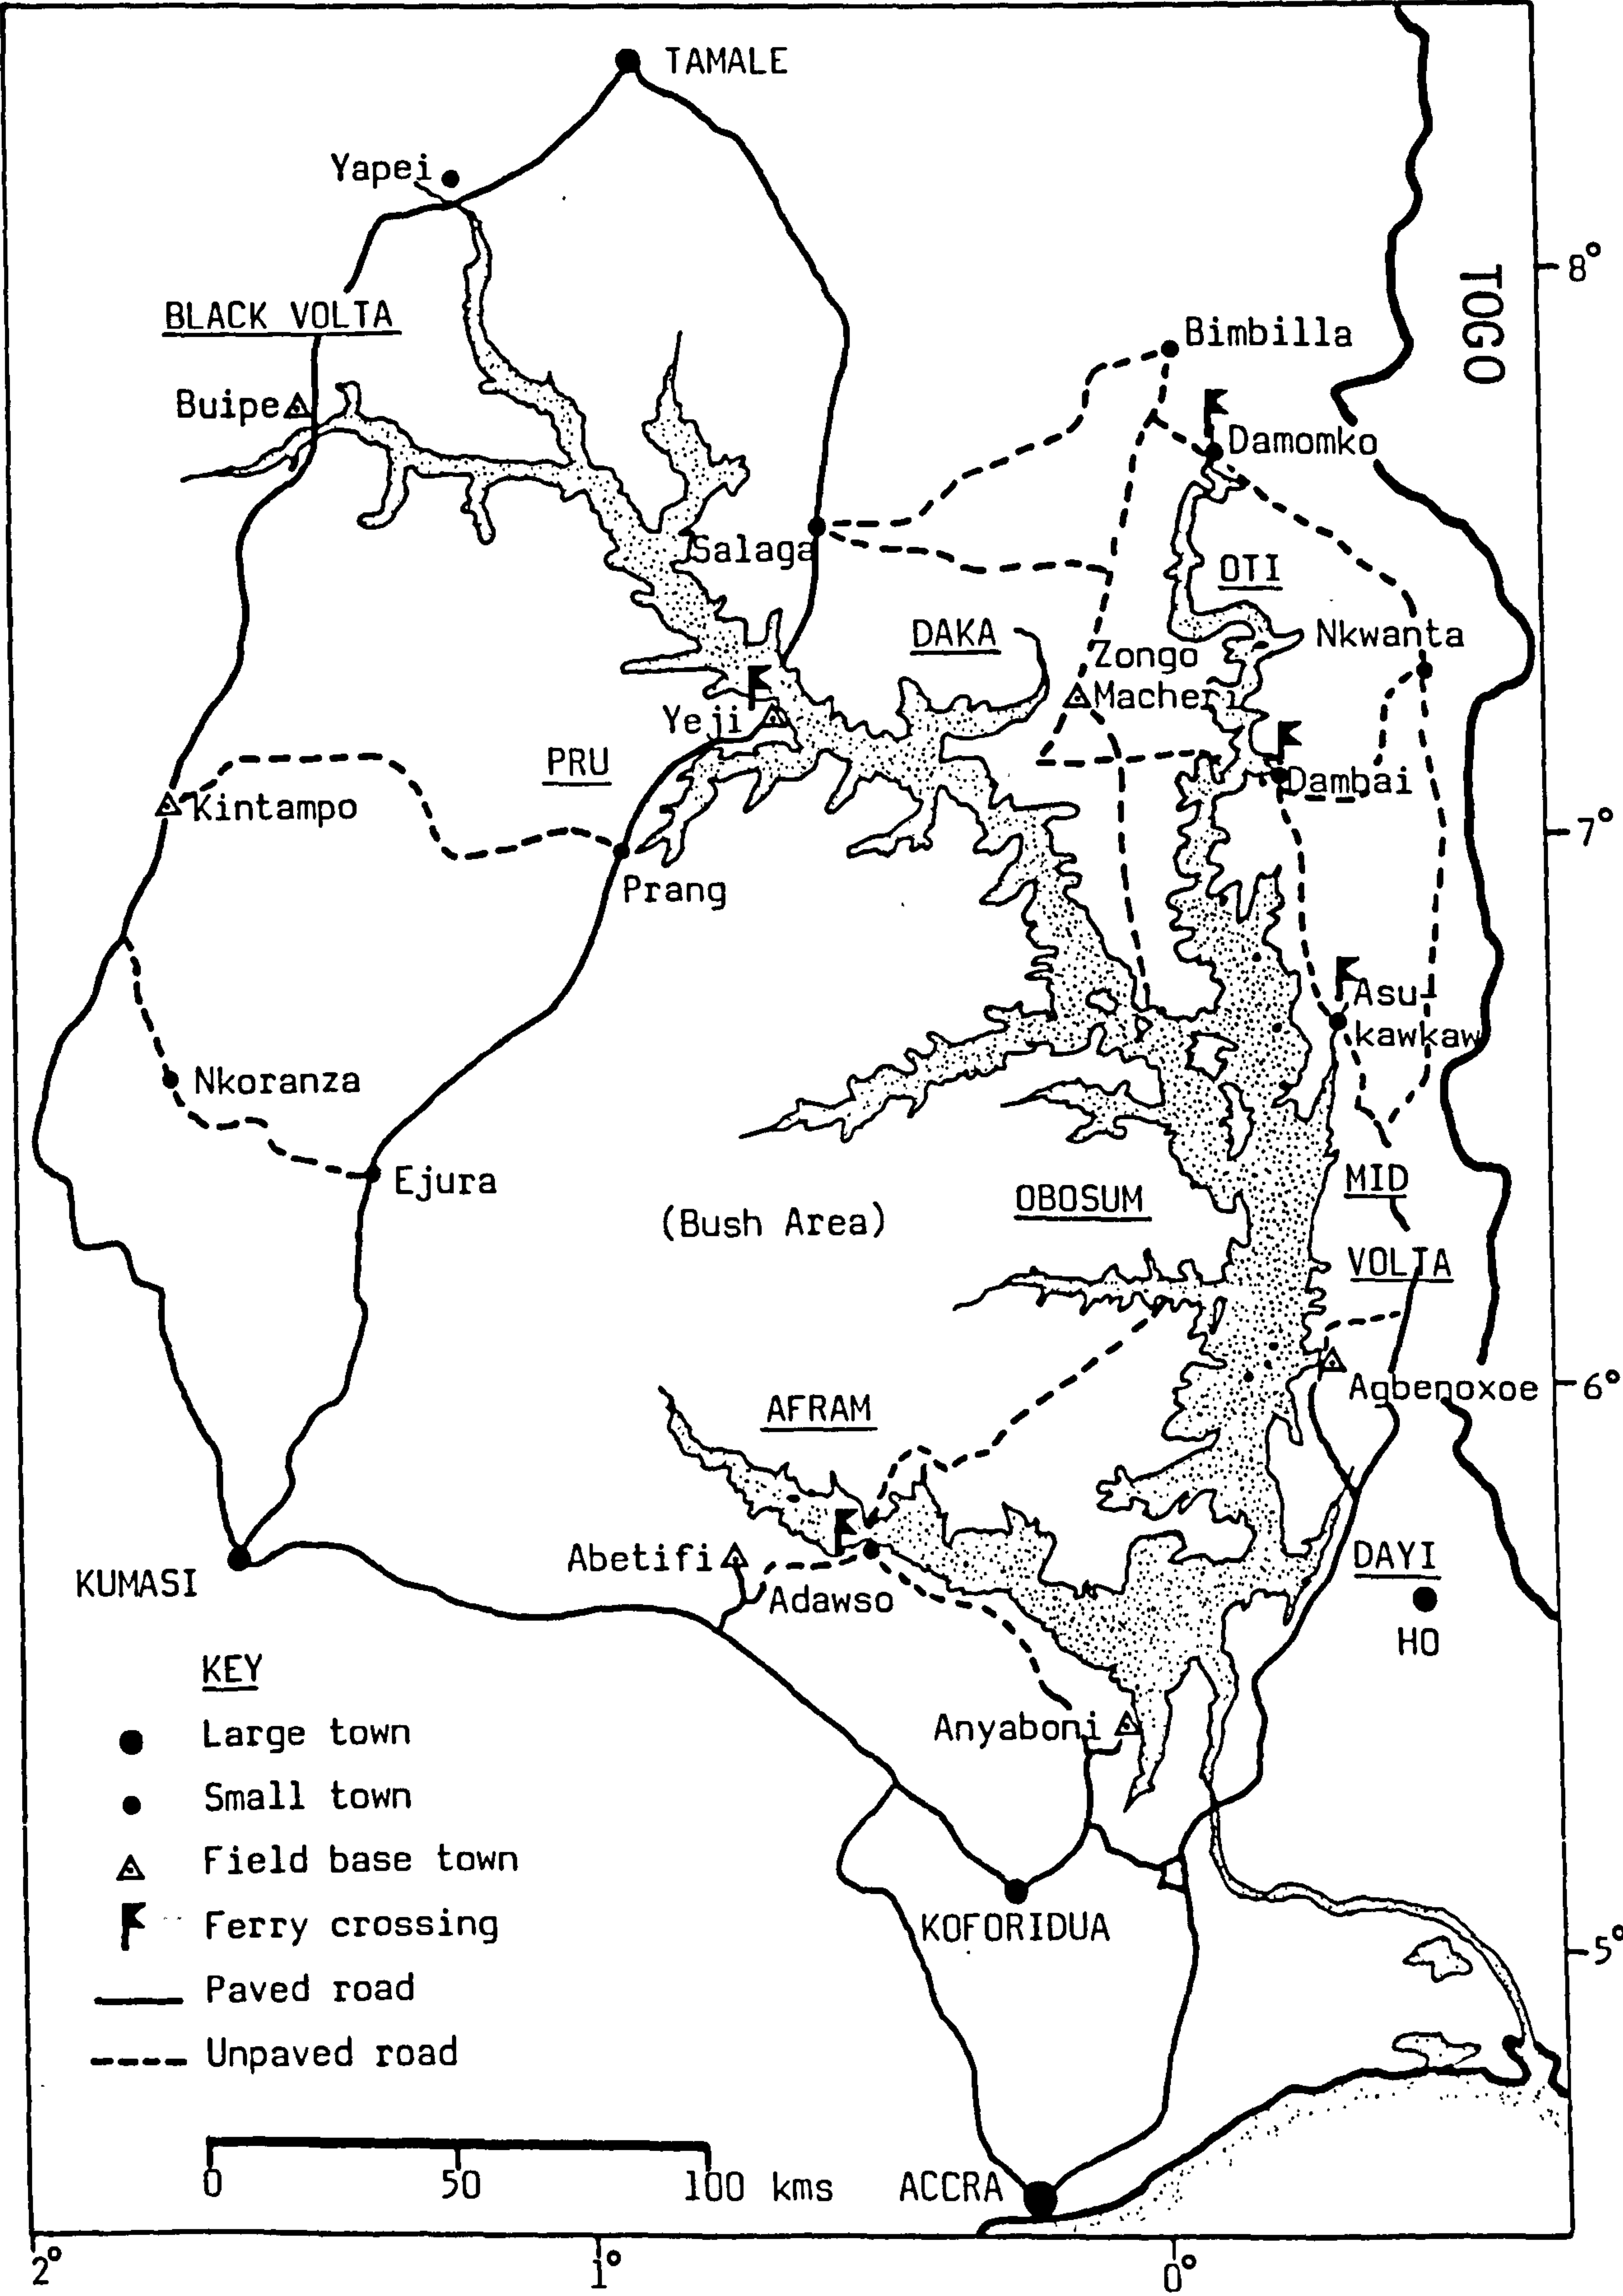 TAMALE
Yapei
8°
TOGO
BLACK VOLTA
Bimbilla
Buipe
Damomko
Salaga
OTI
DAKA
Nkwanta
Zongo
Macheri
Yeji
PRU
Dambai
Kintampo
7°
Prang
Asu-
kawkaw
Nkoranza
Ejura
MID
OBOSUM
(Bush Area)
VOLTA
6°
Agbenoxoe
AFRAM
Abetifi
DAYI
KUMASI
Adawso
HO
KEY
Anyaboni
Large town
Small town
Field base town
Ferry crossing
KOFORIDUA
5°
Paved road
Unpaved road
0 50 100 kms
ACCRA
2° 1° 0°